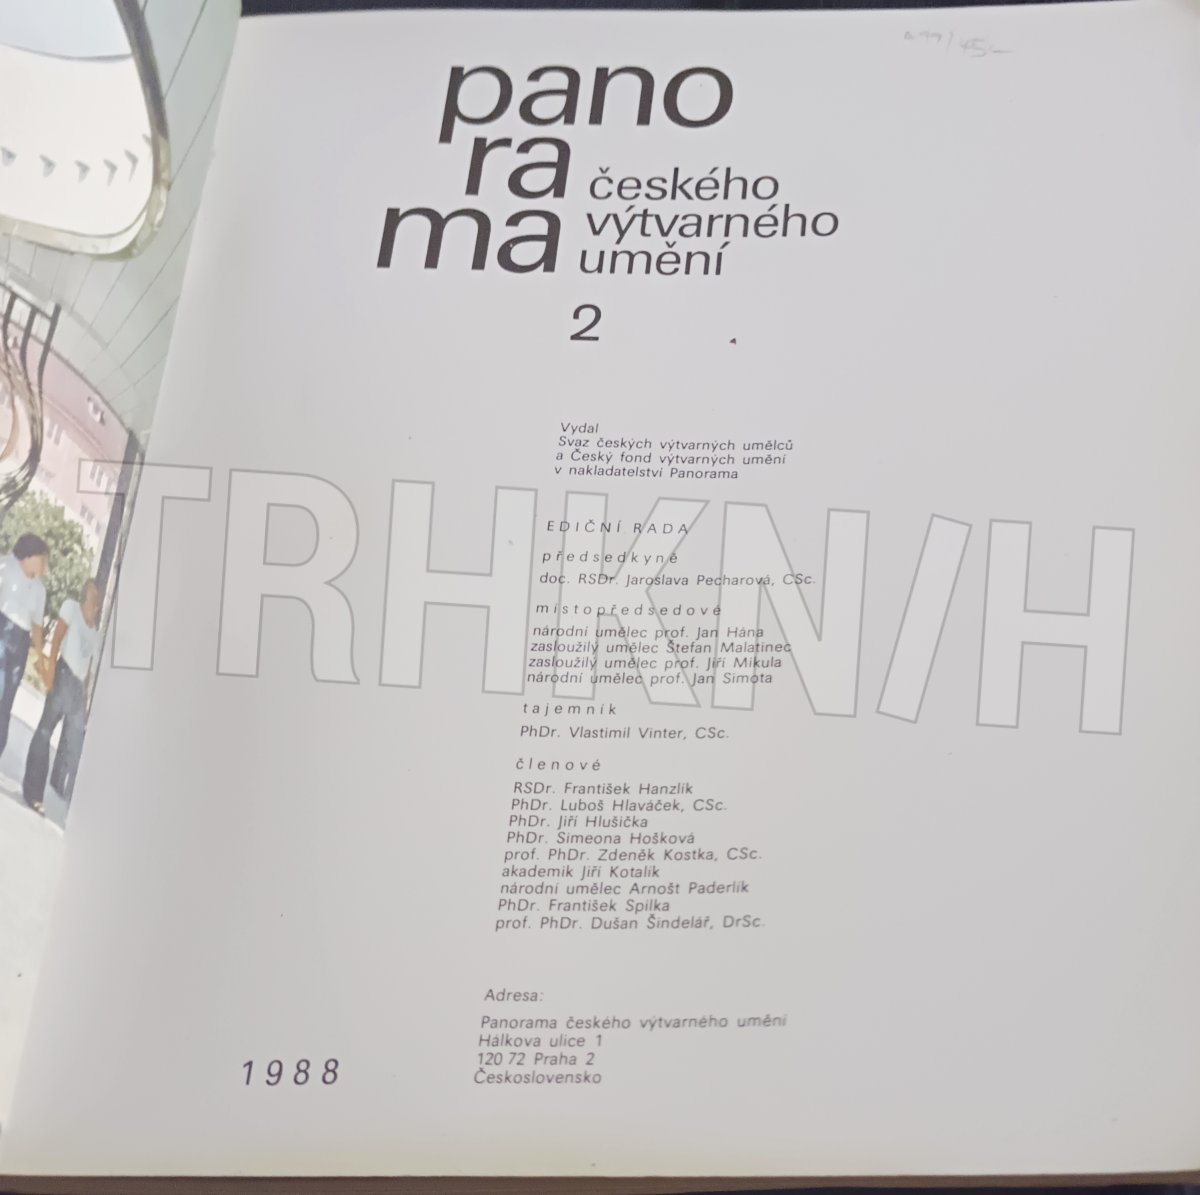 pano
ra
ma
českého
výtvarného
umění
2
Vydal
Svaz českých výtvarných umělců
a Český fond výtvarných umění
v nakladatelství Panorama
EDIČNÍ RADA
předsedkyně
doc. RSDr. Jaroslava Pecharová, CSc.
místopředsedové
národní umělec prof. Jan Hána
zasloužilý umělec Štefan Malatinec
zasloužilý umělec prof. Jiří Mikula
národní umělec prof. Jan Simota
tajemník
PhDr. Vlastimil Vinter, CSc.
členové
RSDr. František Hanzlík
PhDr. Luboš Hlaváček, CSc.
PhDr. Jiří Hlušička
PhDr. Simeona Hošková
prof. PhDr. Zdeněk Kostka, CSc.
akademik Jiří Kotalík
národní umělec Arnošt Paderlík
PhDr. František Spilka
prof. PhDr. Dušan Šindelář, DrSc.
Adresa:
Panorama českého výtvarného umění
Hálkova ulice 1
120 72 Praha 2
Československo
1988
TRHKN/H